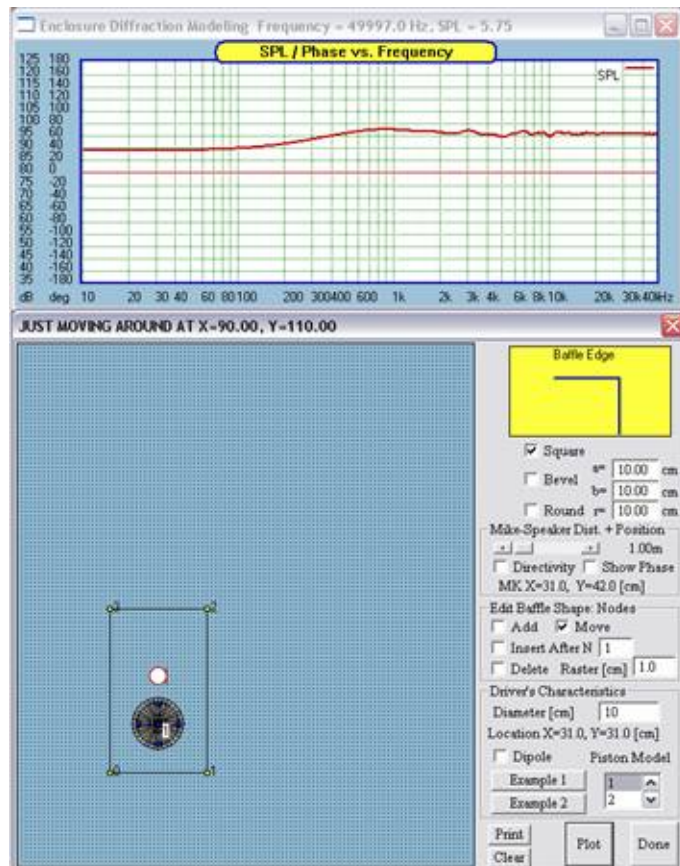 Enclosure Diffraction Modeling Frequency = 49997.0 Hz, SPL = 5.75
SPL / Phase vs. Frequency
SPL
125 180
120 160
115 140
110 120
105 100
100 80
95 60
90 40
85 20
80 0
75 -20
70 -40
65 -60
60 -80
55 -100
50 -120
45 -140
40 -160
35 -180
dB deg 10 20 30 40 60 80 100 200 300 400 600 1k 2k 3k 4k 6k 8k 10k 20k 30k 40kHz
JUST MOVING AROUND AT X=90.00, Y=110.00
3 2
0 1
Baffle Edge
Square
Bevel
a= 10.00 cm
b= 10.00 cm
Round r= 10.00 cm
Mike-Speaker Dist. + Position
1.00m
Directivity Show Phase
MK X=31.0, Y=42.0 [cm]
Edit Baffle Shape: Nodes
Add Move
Insert After N 1
Delete Raster [cm] 1.0
Driver's Characteristics
Diameter [cm] 10
Location X=31.0, Y=31.0 [cm]
Dipole Piston Model
Example 1 1
Example 2 2
Print
Clear
Plot
Done